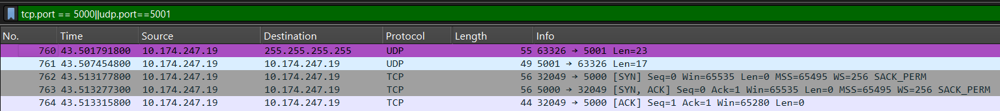 tcp.port == 5000||udp.port==5001
No. Time Source Destination Protocol Length Info
760 43.501791800 10.174.247.19 255.255.255.255 UDP 55 63326 → 5001 Len=23
761 43.507454800 10.174.247.19 10.174.247.19 UDP 49 5001 → 63326 Len=17
762 43.513177800 10.174.247.19 10.174.247.19 TCP 56 32049 → 5000 [SYN] Seq=0 Win=65535 Len=0 MSS=65495 WS=256 SACK_PERM
763 43.513277300 10.174.247.19 10.174.247.19 TCP 56 5000 → 32049 [SYN, ACK] Seq=0 Ack=1 Win=65535 Len=0 MSS=65495 WS=256 SACK_PERM
764 43.513315800 10.174.247.19 10.174.247.19 TCP 44 32049 → 5000 [ACK] Seq=1 Ack=1 Win=65280 Len=0